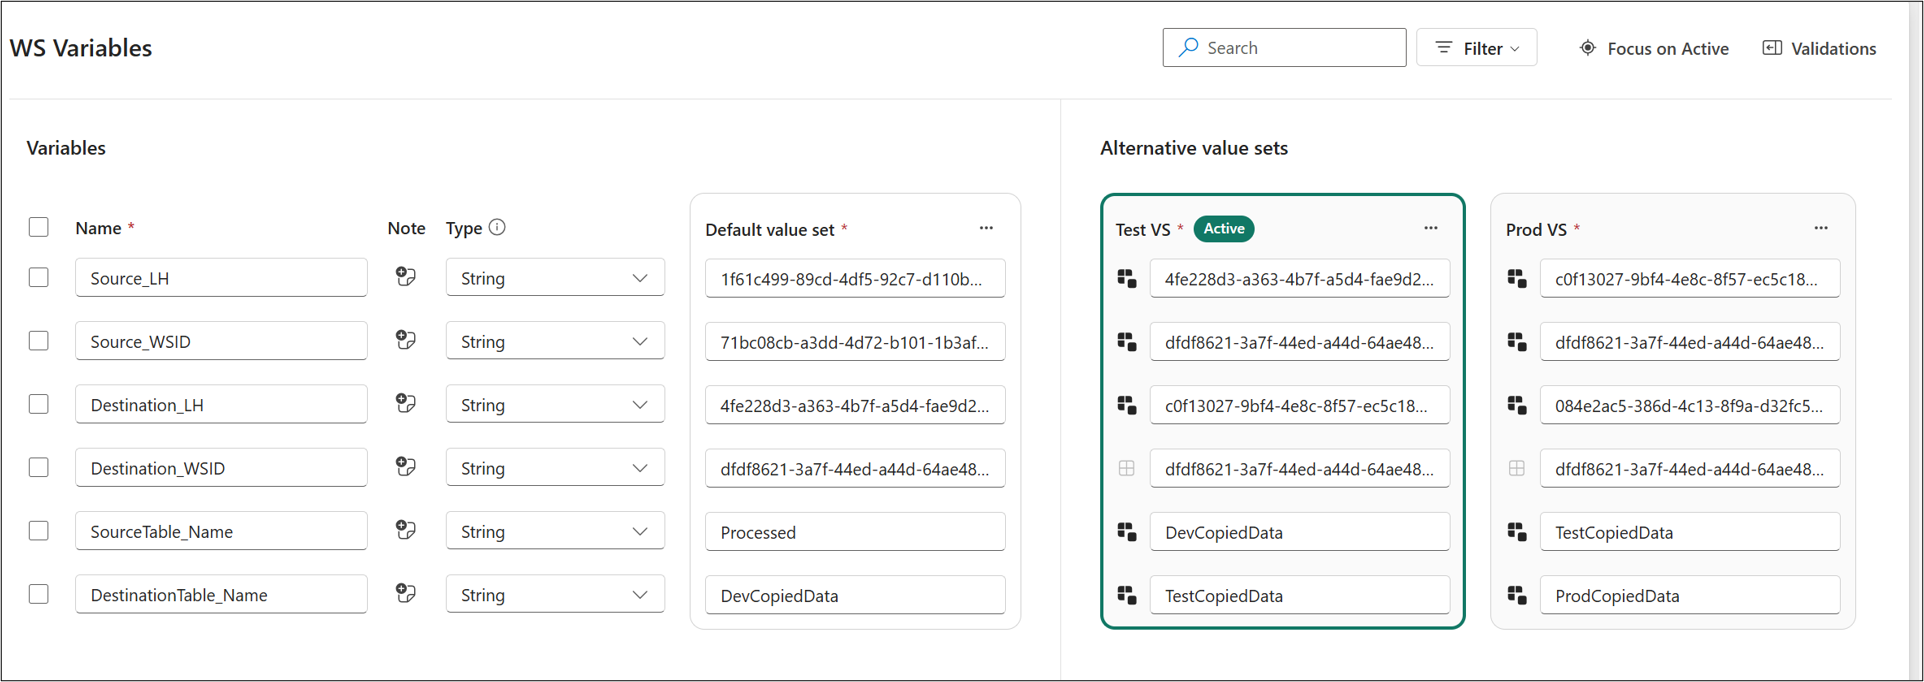 WS Variables
Search
Filter
Focus on Active
Validations
Variables
Alternative value sets
Name * Note Type Default value set * ... Test VS * Active ... Prod VS * ...
Source_LH String 1f61c499-89cd-4df5-92c7-d110b... 4fe228d3-a363-4b7f-a5d4-fae9d2... c0f13027-9bf4-4e8c-8f57-ec5c18...
Source_WSID String 71bc08cb-a3dd-4d72-b101-1b3af... dfdf8621-3a7f-44ed-a44d-64ae48... dfdf8621-3a7f-44ed-a44d-64ae48...
Destination_LH String 4fe228d3-a363-4b7f-a5d4-fae9d2... c0f13027-9bf4-4e8c-8f57-ec5c18... 084e2ac5-386d-4c13-8f9a-d32fc5...
Destination_WSID String dfdf8621-3a7f-44ed-a44d-64ae48... dfdf8621-3a7f-44ed-a44d-64ae48... dfdf8621-3a7f-44ed-a44d-64ae48...
SourceTable_Name String Processed DevCopiedData TestCopiedData
DestinationTable_Name String DevCopiedData TestCopiedData ProdCopiedData